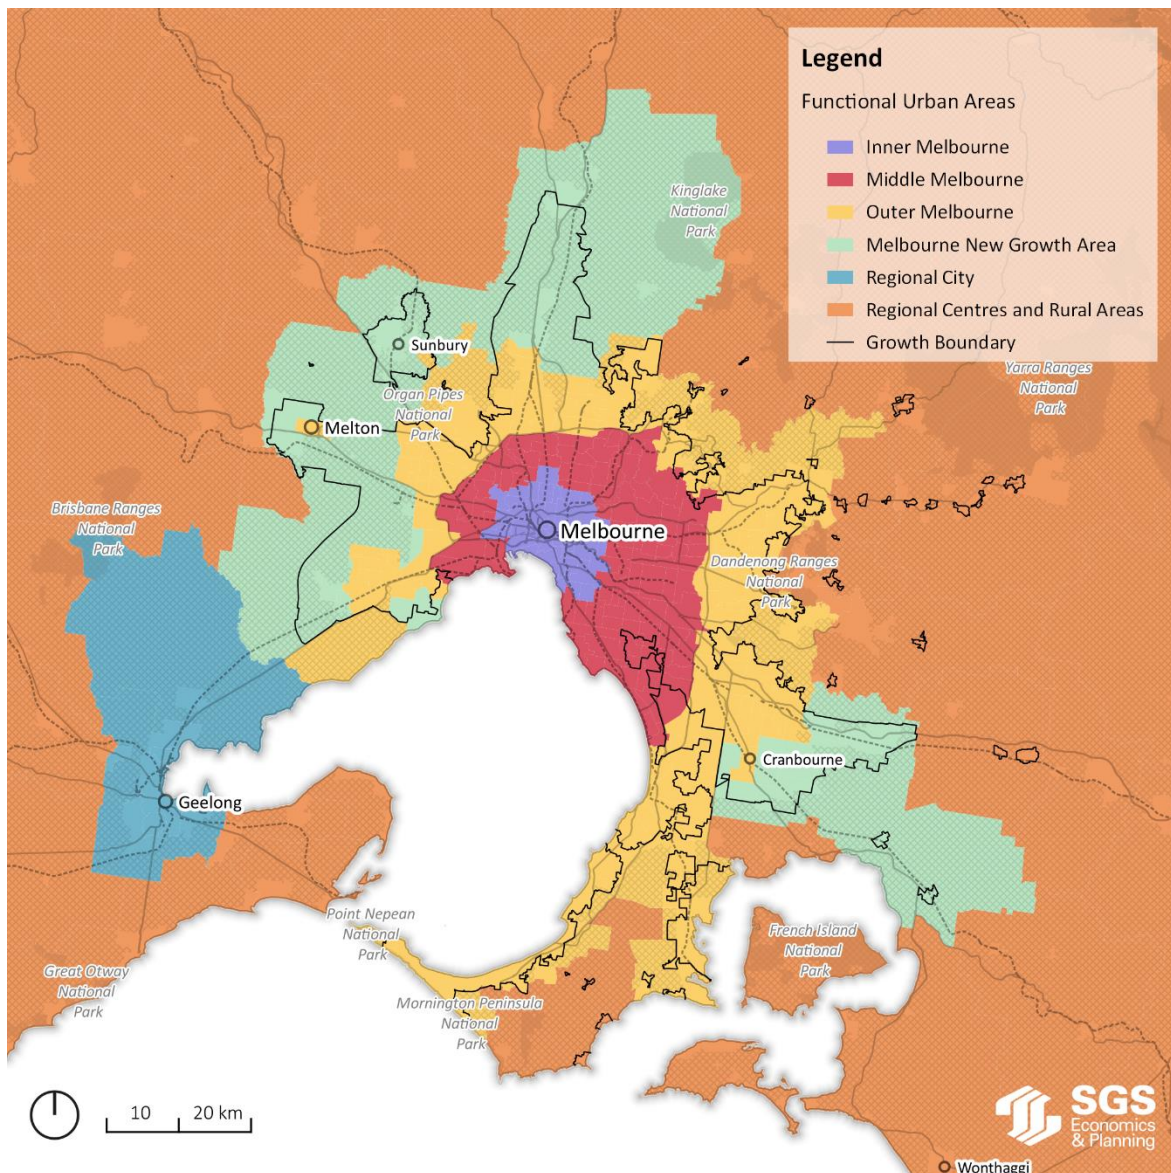 Legend
Functional Urban Areas
Inner Melbourne
Middle Melbourne
Outer Melbourne
Melbourne New Growth Area
Regional City
Regional Centres and Rural Areas
Growth Boundary
Kinglake
National
Park
Sunbury
Yarra Ranges
National
Park
Organ Pipes
National
Park
Melton
Brisbane Ranges
National
Park
Melbourne
Dandenong Ranges
National
Park
Cranbourne
Geelong
Point Nepean
National
Park
French Island
National
Park
Great Otway
National
Park
Mornington Peninsula
National
Park
10 20 km
SGS
Economics
& Planning
Wonthaggi